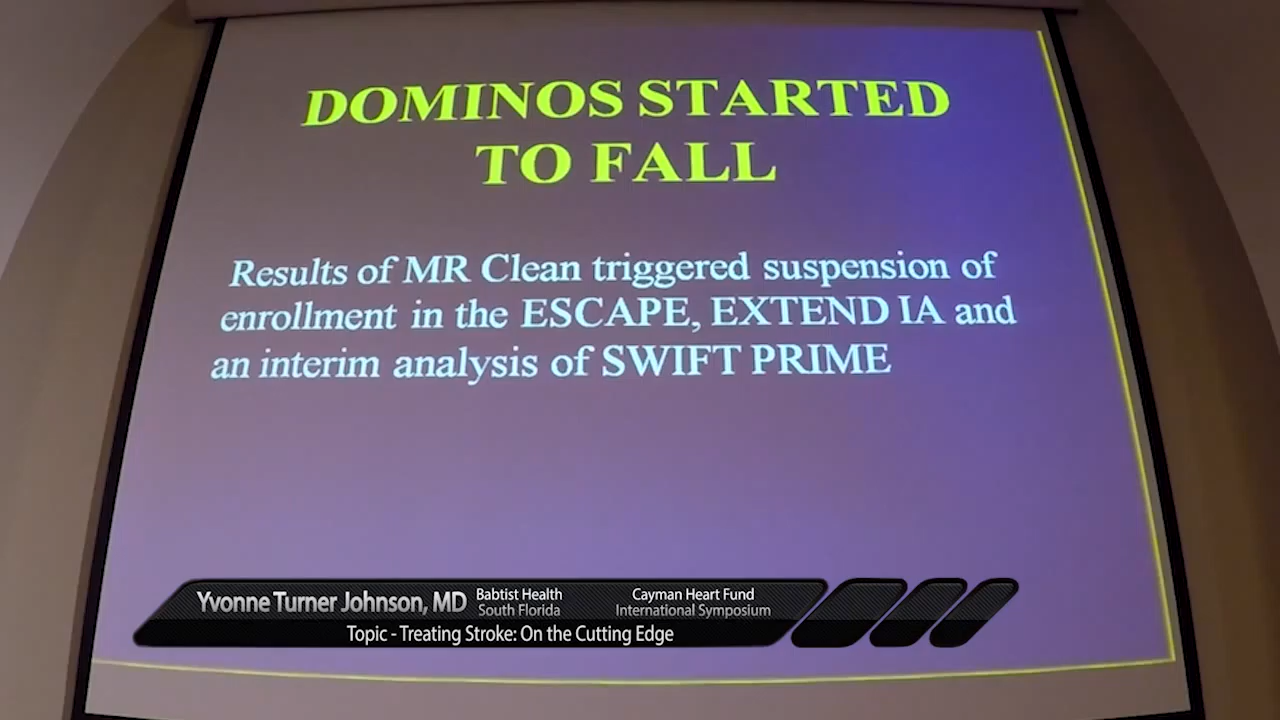 DOMINOS STARTED
TO FALL
Results of MR Clean triggered suspension of
enrollment in the ESCAPE, EXTEND IA and
an interim analysis of SWIFT PRIME
Yvonne Turner Johnson, MD
Babtist Health
South Florida
Cayman Heart Fund
International Symposium
Topic - Treating Stroke: On the Cutting Edge